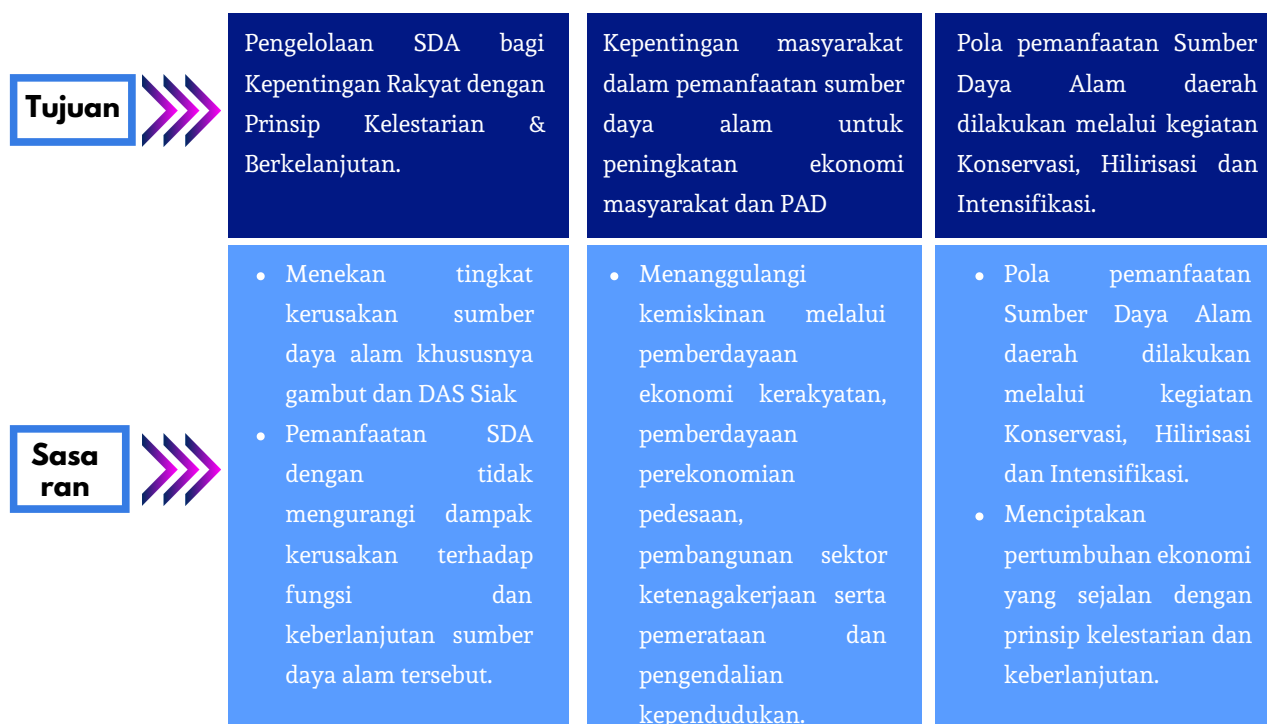 Tujuan
Pengelolaan SDA bagi
Kepentingan Rakyat dengan
Prinsip Kelestarian &
Berkelanjutan.
Kepentingan masyarakat
dalam pemanfaatan sumber
daya alam untuk
peningkatan ekonomi
masyarakat dan PAD
Pola pemanfaatan Sumber
Daya Alam daerah
dilakukan melalui kegiatan
Konservasi, Hilirisasi dan
Intensifikasi.
Sasa
ran
• Menekan tingkat
kerusakan sumber
daya alam khususnya
gambut dan DAS Siak
• Pemanfaatan SDA
dengan tidak
mengurangi dampak
kerusakan terhadap
fungsi dan
keberlanjutan sumber
daya alam tersebut.
• Menanggulangi
kemiskinan melalui
pemberdayaan
ekonomi kerakyatan,
pemberdayaan
perekonomian
pedesaan,
pembangunan sektor
ketenagakerjaan serta
pemerataan dan
pengendalian
kependudukan.
• Pola pemanfaatan
Sumber Daya Alam
daerah dilakukan
melalui kegiatan
Konservasi, Hilirisasi
dan Intensifikasi.
• Menciptakan
pertumbuhan ekonomi
yang sejalan dengan
prinsip kelestarian dan
keberlanjutan.